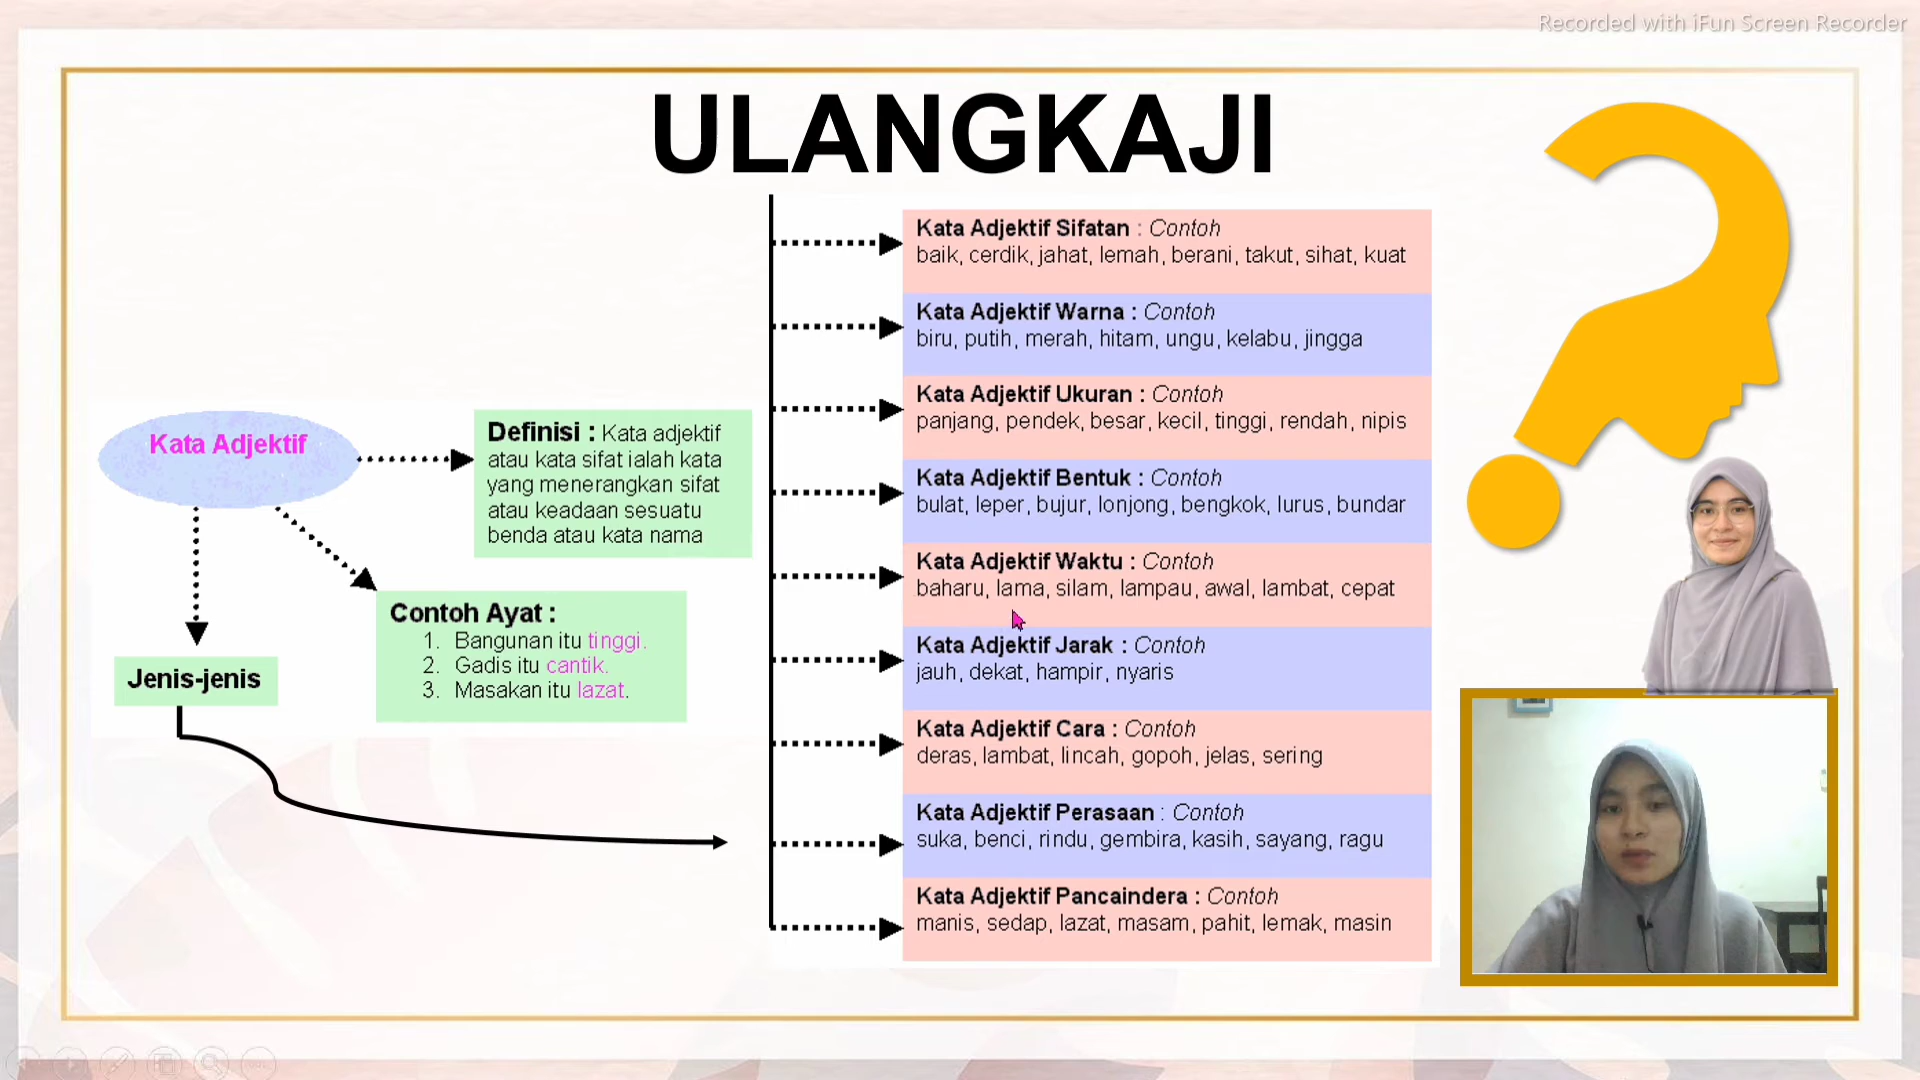 Recorded with iFun Screen Recorder
ULANGKAJI
Kata Adjektif
Definisi : Kata adjektif
atau kata sifat ialah kata
yang menerangkan sifat
atau keadaan sesuatu
benda atau kata nama
Contoh Ayat :
1. Bangunan itu tinggi.
2. Gadis itu cantik.
3. Masakan itu lazat.
Jenis-jenis
Kata Adjektif Sifatan : Contoh
baik, cerdik, jahat, lemah, berani, takut, sihat, kuat
Kata Adjektif Warna : Contoh
biru, putih, merah, hitam, ungu, kelabu, jingga
Kata Adjektif Ukuran : Contoh
panjang, pendek, besar, kecil, tinggi, rendah, nipis
Kata Adjektif Bentuk : Contoh
bulat, leper, bujur, lonjong, bengkok, lurus, bundar
Kata Adjektif Waktu : Contoh
baharu, lama, silam, lampau, awal, lambat, cepat
Kata Adjektif Jarak : Contoh
jauh, dekat, hampir, nyaris
Kata Adjektif Cara : Contoh
deras, lambat, lincah, gopoh, jelas, sering
Kata Adjektif Perasaan : Contoh
suka, benci, rindu, gembira, kasih, sayang, ragu
Kata Adjektif Pancaindera : Contoh
manis, sedap, lazat, masam, pahit, lemak, masin